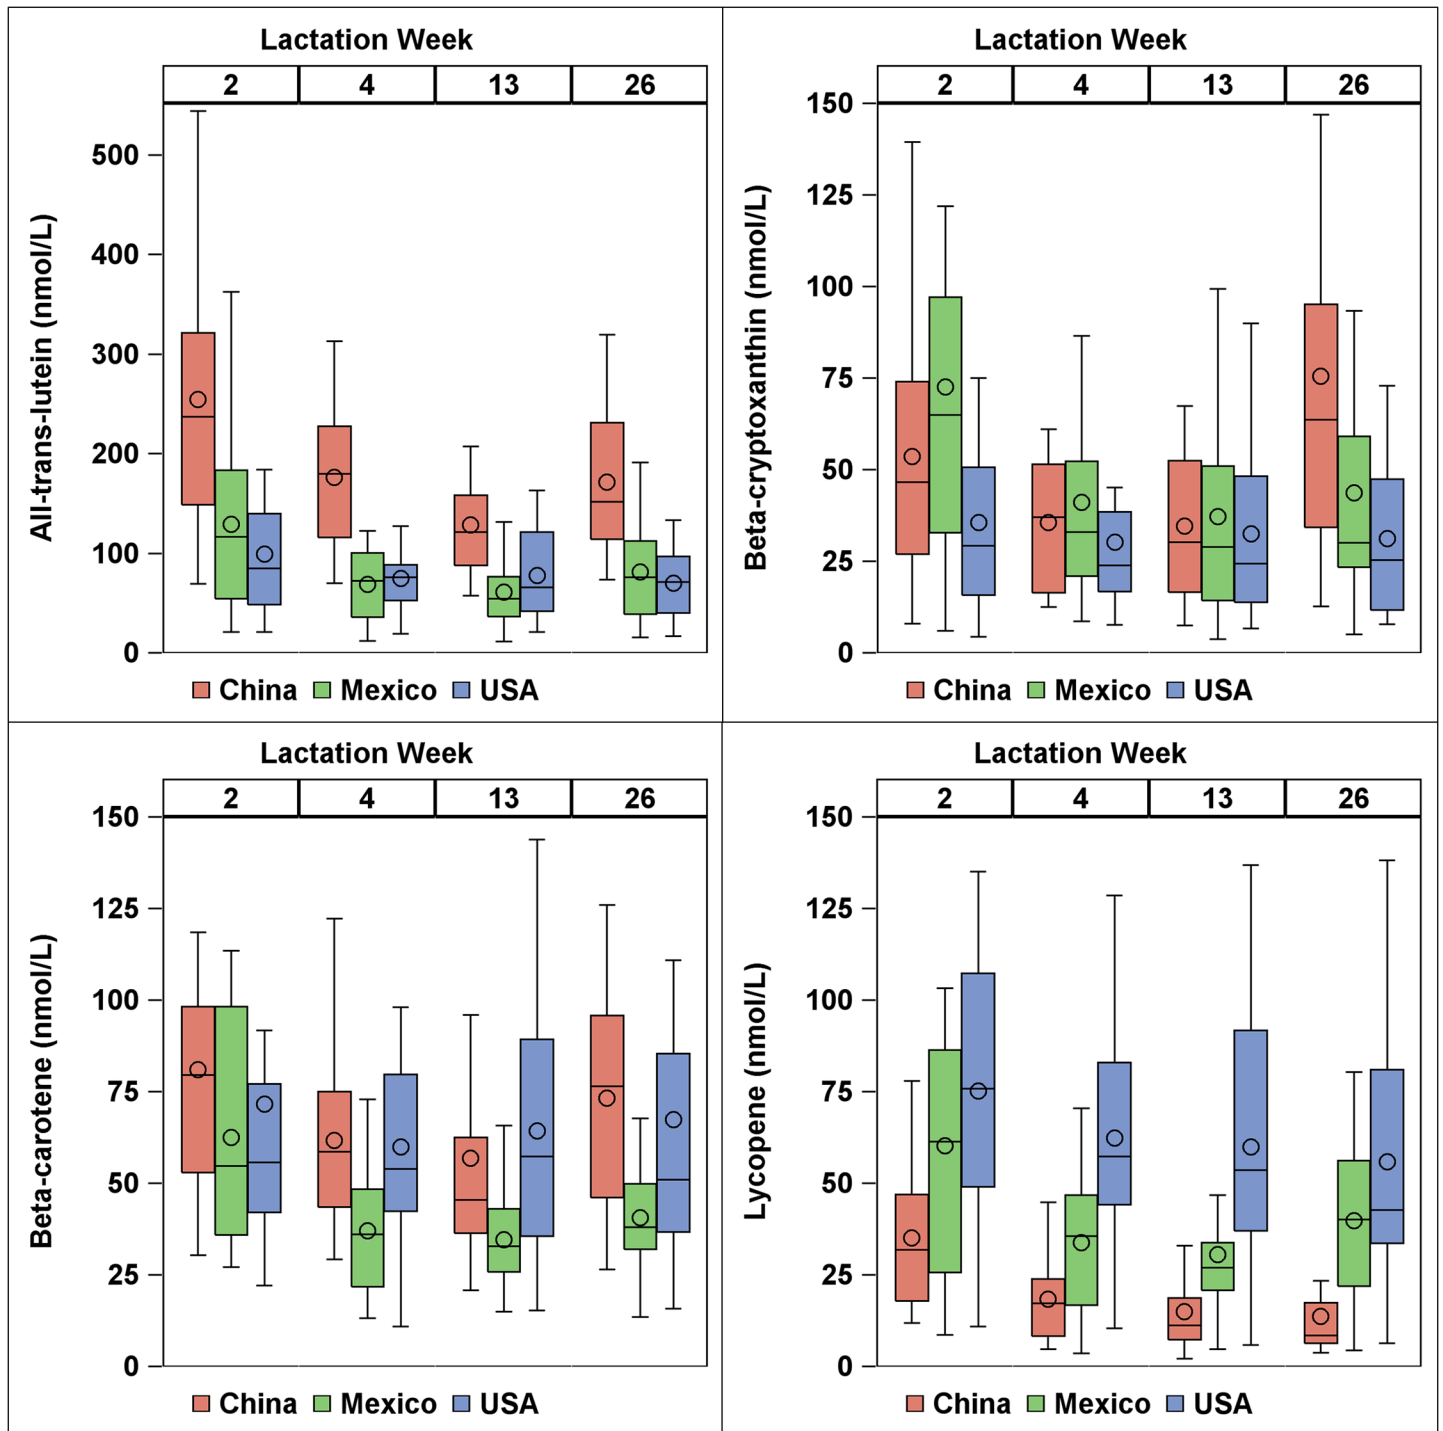 Lactation Week
2 4 13 26
All-trans-lutein (nmol/L)
500
400
300
200
100
0
China Mexico USA
Lactation Week
2 4 13 26
Beta-cryptoxanthin (nmol/L)
150
125
100
75
50
25
0
China Mexico USA
Lactation Week
2 4 13 26
Beta-carotene (nmol/L)
150
125
100
75
50
25
0
China Mexico USA
Lactation Week
2 4 13 26
Lycopene (nmol/L)
150
125
100
75
50
25
0
China Mexico USA